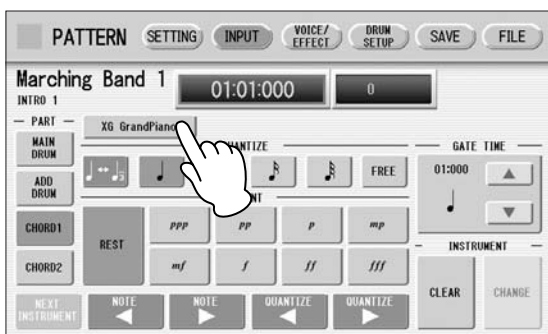 PATTERN SETTING INPUT VOICE/EFFECT DRUM SETUP SAVE FILE
Marching Band 1 01:01:000 0
INTRO 1
PART
XG GrandPiano
MAIN DRUM
GATE TIME
01:000
FREE
ADD DRUM
CHORD1
REST
ppp pp p mp
INSTRUMENT
CHORD2
mf f ff fff
CLEAR CHANGE
NEXT INSTRUMENT
NOTE NOTE QUANTIZE QUANTIZE